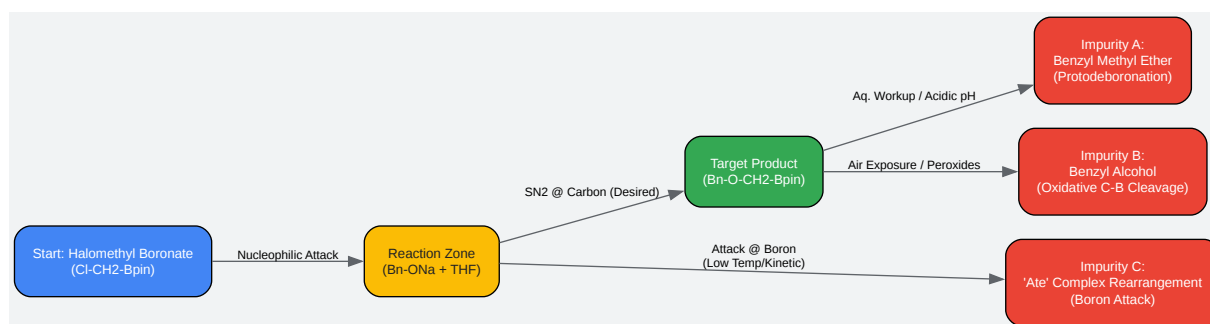 Start: Halomethyl Boronate
(Cl-CH2-Bpin)
Nucleophilic Attack
Reaction Zone
(Bn-ONa + THF)
SN2 @ Carbon (Desired)
Target Product
(Bn-O-CH2-Bpin)
Attack @ Boron
(Low Temp/Kinetic)
Aq. Workup / Acidic pH
Air Exposure / Peroxides
Impurity A:
Benzyl Methyl Ether
(Protodeboronation)
Impurity B:
Benzyl Alcohol
(Oxidative C-B Cleavage)
Impurity C:
'Ate' Complex Rearrangement
(Boron Attack)